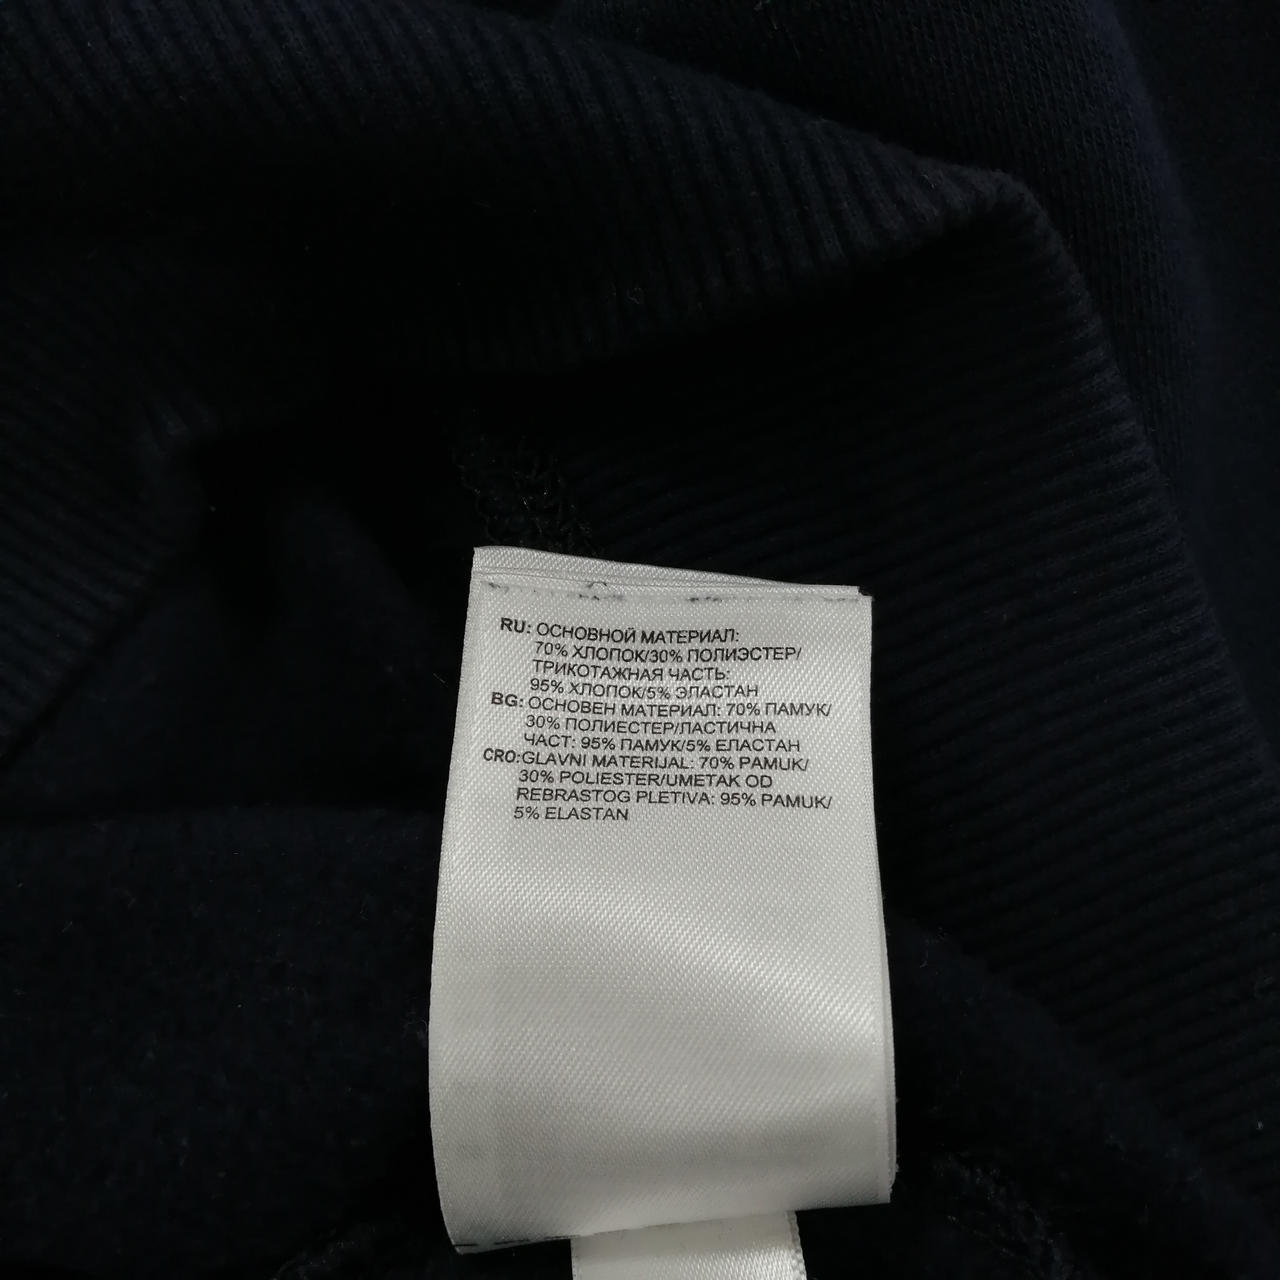 RU: ОСНОВНОЙ МАТЕРИАЛ:
70% ХЛОПОК/30% ПОЛИЭСТЕР/
ТРИКОТАЖНАЯ ЧАСТЬ:
95% ХЛОПОК/5% ЭЛАСТАН
BG: ОСНОВЕН МАТЕРИАЛ: 70% ПАМУК/
30% ПОЛИЕСТЕР/ЛАСТИЧНА
ЧАСТ: 95% ПАМУК/5% ЕЛАСТАН
CRO: GLAVNI MATERIJAL: 70% PAMUK/
30% POLIESTER/UMETAK OD
REBRASTOG PLETIVA: 95% PAMUK/
5% ELASTAN